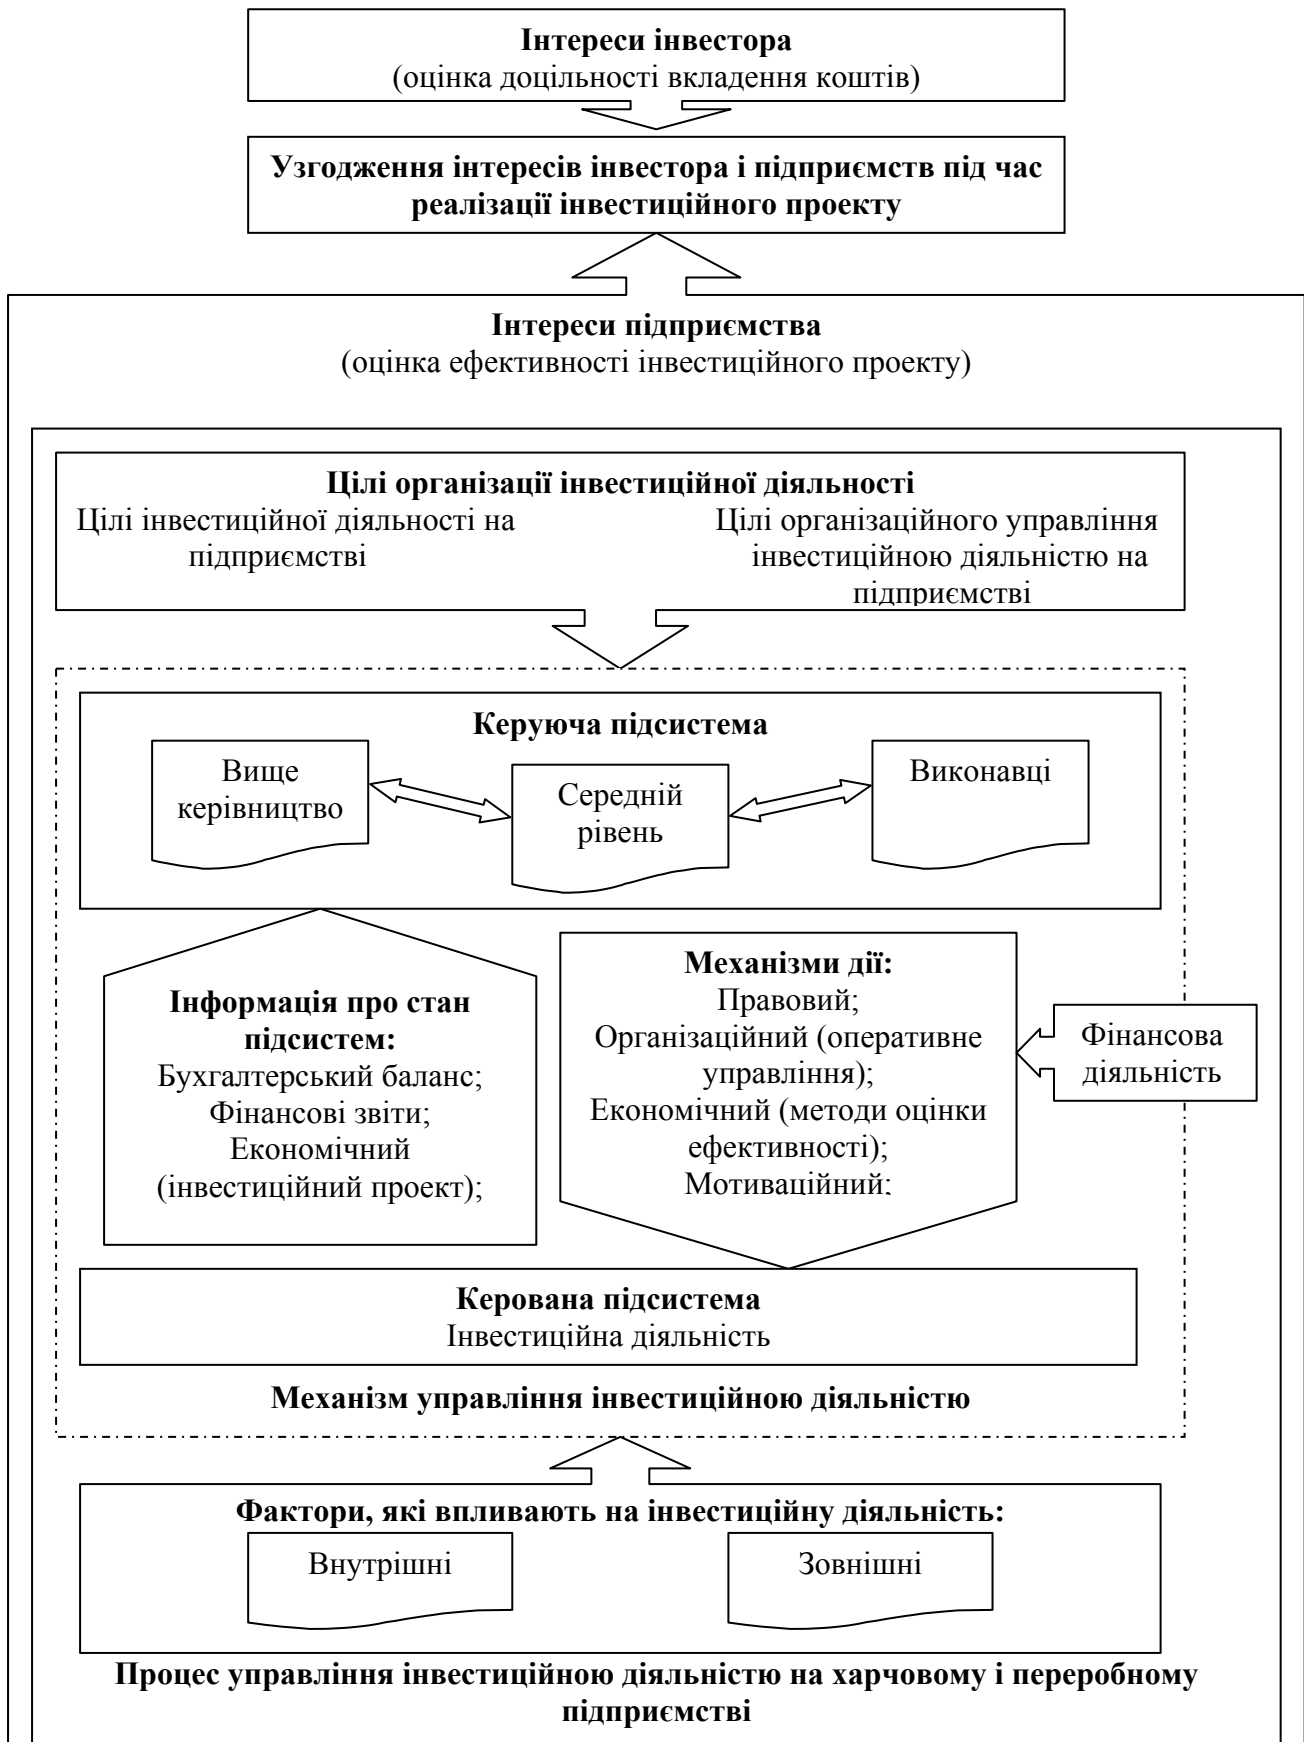 Інтереси інвестора
(оцінка доцільності вкладення коштів)
Узгодження інтересів інвестора і підприємств під час
реалізації інвестиційного проекту
Інтереси підприємства
(оцінка ефективності інвестиційного проекту)
Цілі організації інвестиційної діяльності
Цілі інвестиційної діяльності на
підприємстві
Цілі організаційного управління
інвестиційною діяльністю на
підприємстві
Керуюча підсистема
Вище
керівництво
Середній
рівень
Виконавці
Інформація про стан
підсистем:
Бухгалтерський баланс;
Фінансові звіти;
Економічний
(інвестиційний проект);
Механізми дії:
Правовий;
Організаційний (оперативне
управління);
Економічний (методи оцінки
ефективності);
Мотиваційний;
Фінансова
діяльність
Керована підсистема
Інвестиційна діяльність
Механізм управління інвестиційною діяльністю
Фактори, які впливають на інвестиційну діяльність:
Внутрішні
Зовнішні
Процес управління інвестиційною діяльністю на харчовому і переробному
підприємстві